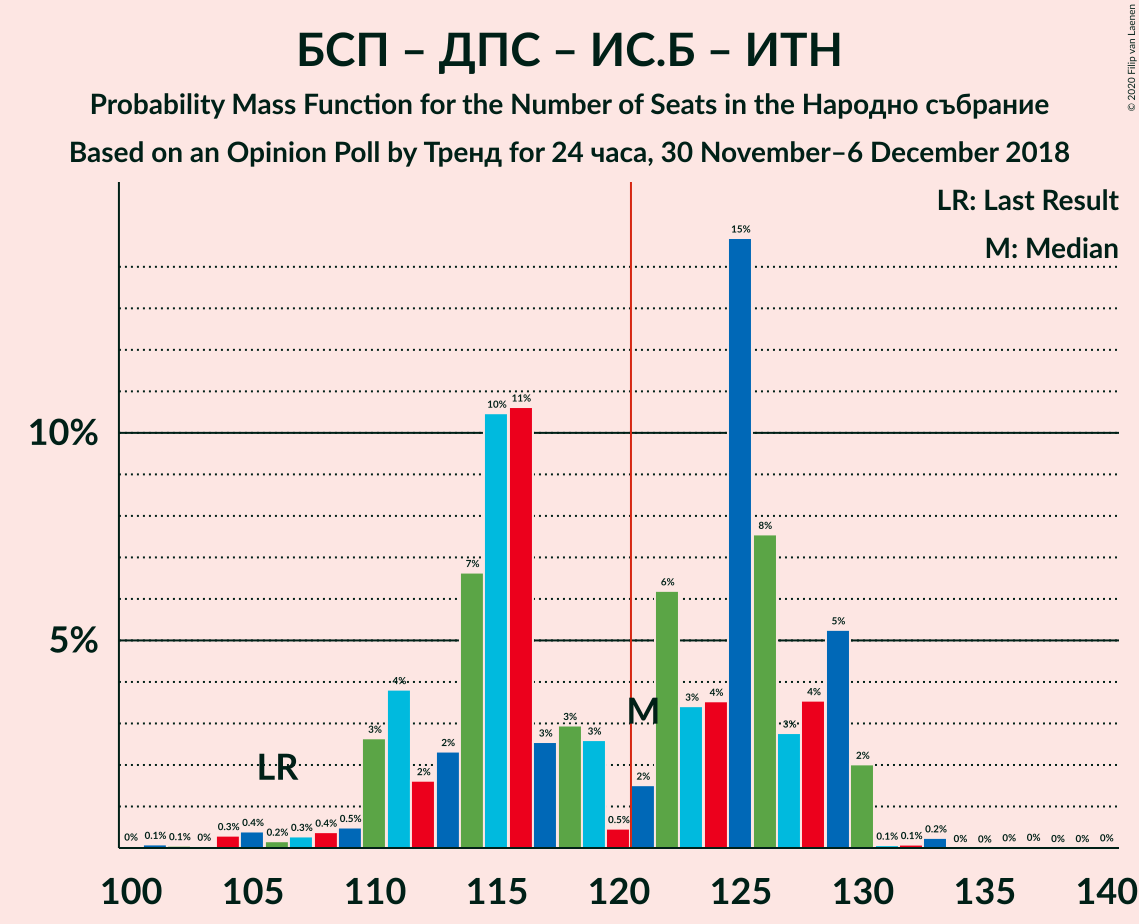 БСП – ДПС – ИС.Б – ИТН
Probability Mass Function for the Number of Seats in the Народно събрание
Based on an Opinion Poll by Тренд for 24 часа, 30 November–6 December 2018
© 2020 Filip van Laenen
LR: Last Result
M: Median
15%
10% 11%
10%
8%
7%
6%
5%
5%
4%
4% 4%
3%
3%
M
3%
3%
3%
3%
2%
2%
2%
2%
LR
0% 0.1% 0.1% 0% 0.3% 0.4% 0.2% 0.3% 0.4% 0.5% 0.5% 0.1% 0.1% 0.2% 0% 0% 0% 0% 0% 0% 0%
100 105 110 115 120 125 130 135 140